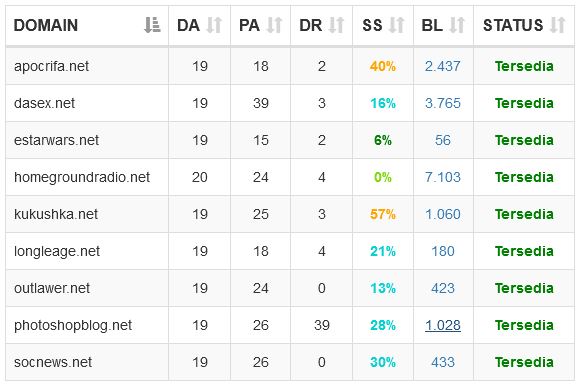 DOMAIN DA PA DR SS BL STATUS
apocrifa.net 19 18 2 40% 2.437 Tersedia
dasex.net 19 39 3 16% 3.765 Tersedia
estarwars.net 19 15 2 6% 56 Tersedia
homegroundradio.net 20 24 4 0% 7.103 Tersedia
kukushka.net 19 25 3 57% 1.060 Tersedia
longleage.net 19 18 4 21% 180 Tersedia
outlawer.net 19 24 0 13% 423 Tersedia
photoshopblog.net 19 26 39 28% 1.028 Tersedia
socnews.net 19 26 0 30% 433 Tersedia